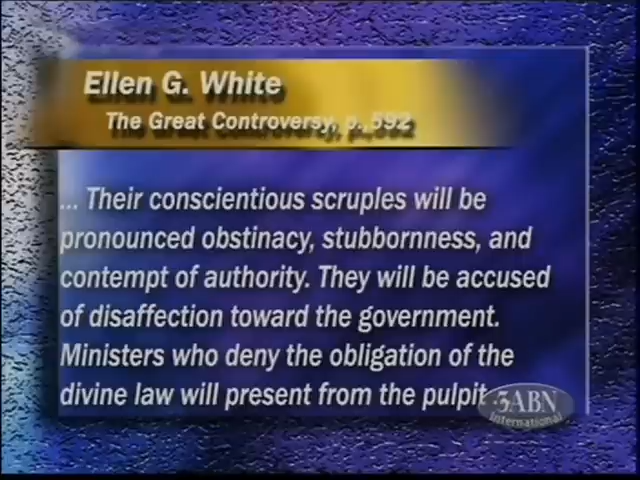 Ellen G. White
The Great Controversy, p. 592
... Their conscientious scruples will be
pronounced obstinacy, stubbornness, and
contempt of authority. They will be accused
of disaffection toward the government.
Ministers who deny the obligation of the
divine law will present from the pulpit
3ABN
International